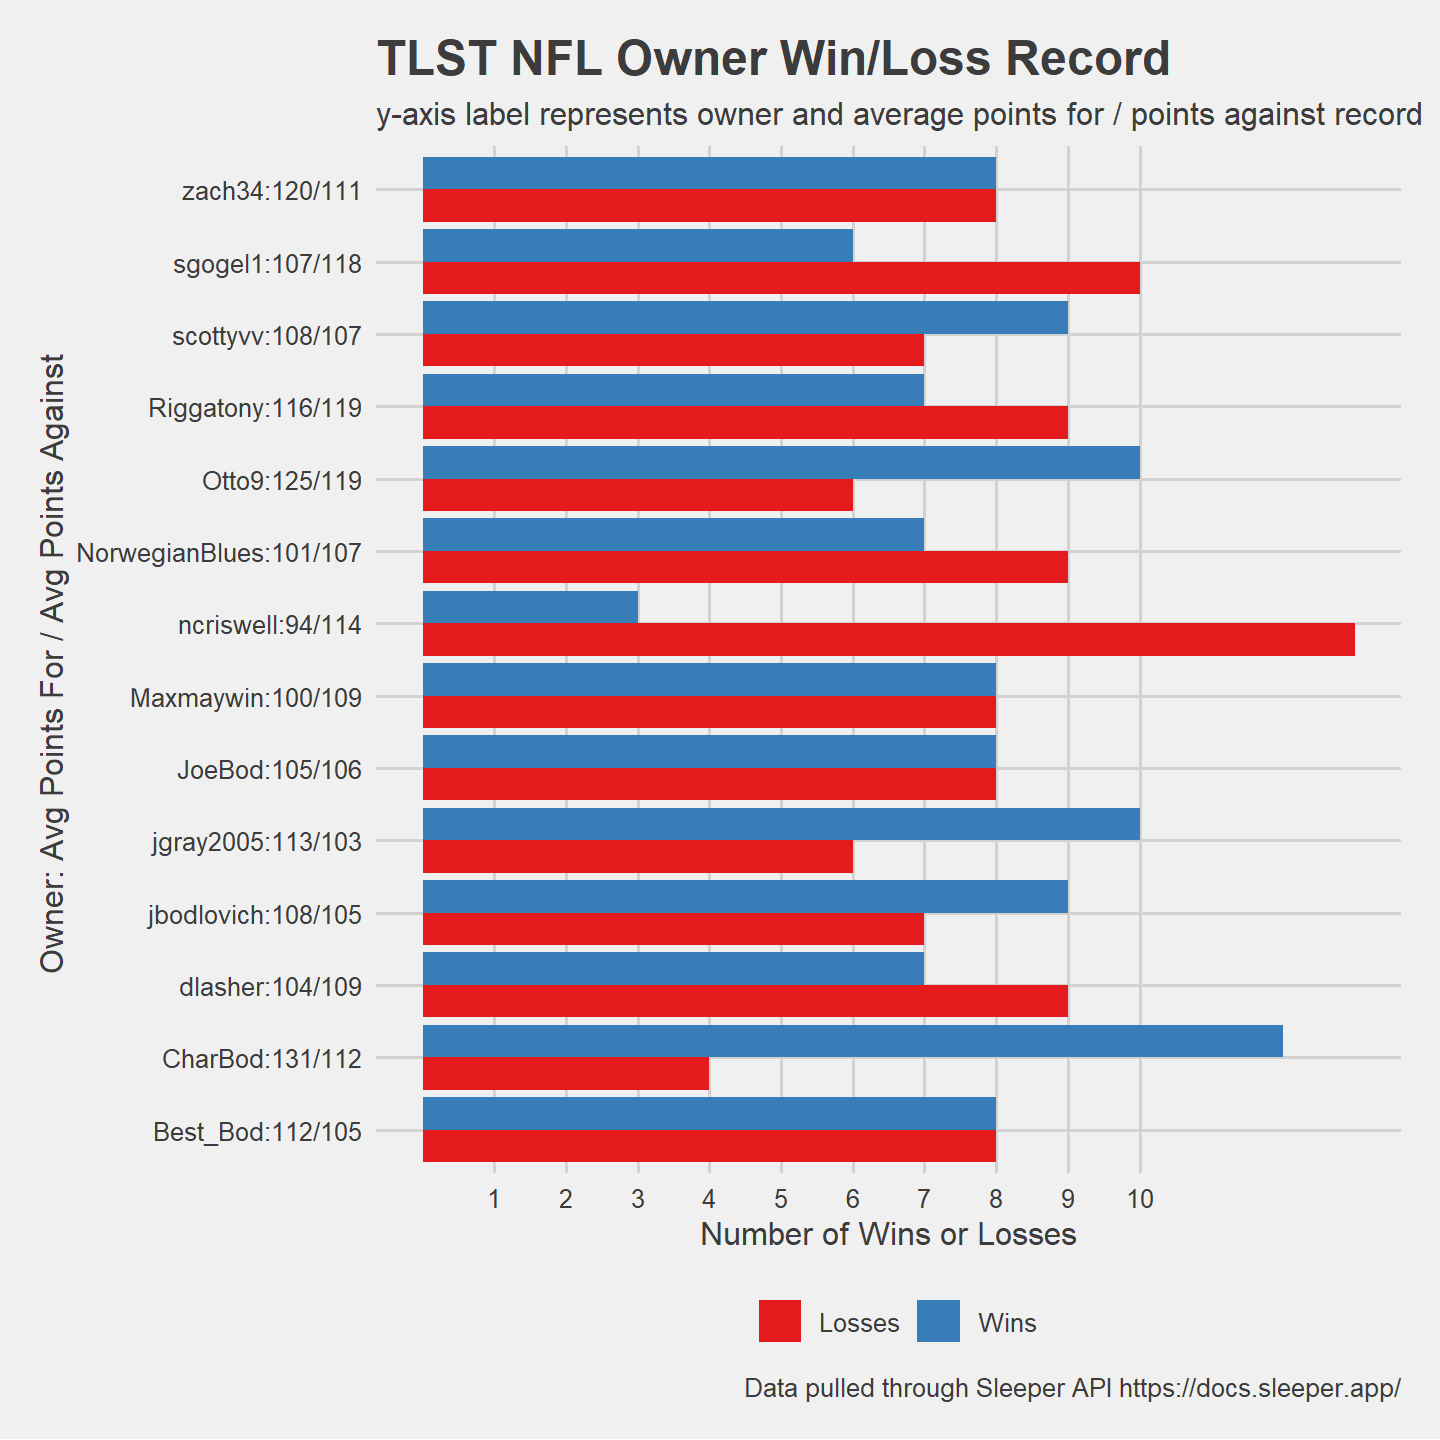 TLST NFL Owner Win/Loss Record
y-axis label represents owner and average points for / points against record
Owner: Avg Points For / Avg Points Against
zach34:120/111
sgogel1:107/118
scottyvv:108/107
Riggatony:116/119
Otto9:125/119
NorwegianBlues:101/107
ncriswell:94/114
Maxmaywin:100/109
JoeBod:105/106
jgray2005:113/103
jbodlovich:108/105
dlasher:104/109
CharBod:131/112
Best_Bod:112/105
1 2 3 4 5 6 7 8 9 10
Number of Wins or Losses
Losses Wins
Data pulled through Sleeper API https://docs.sleeper.app/